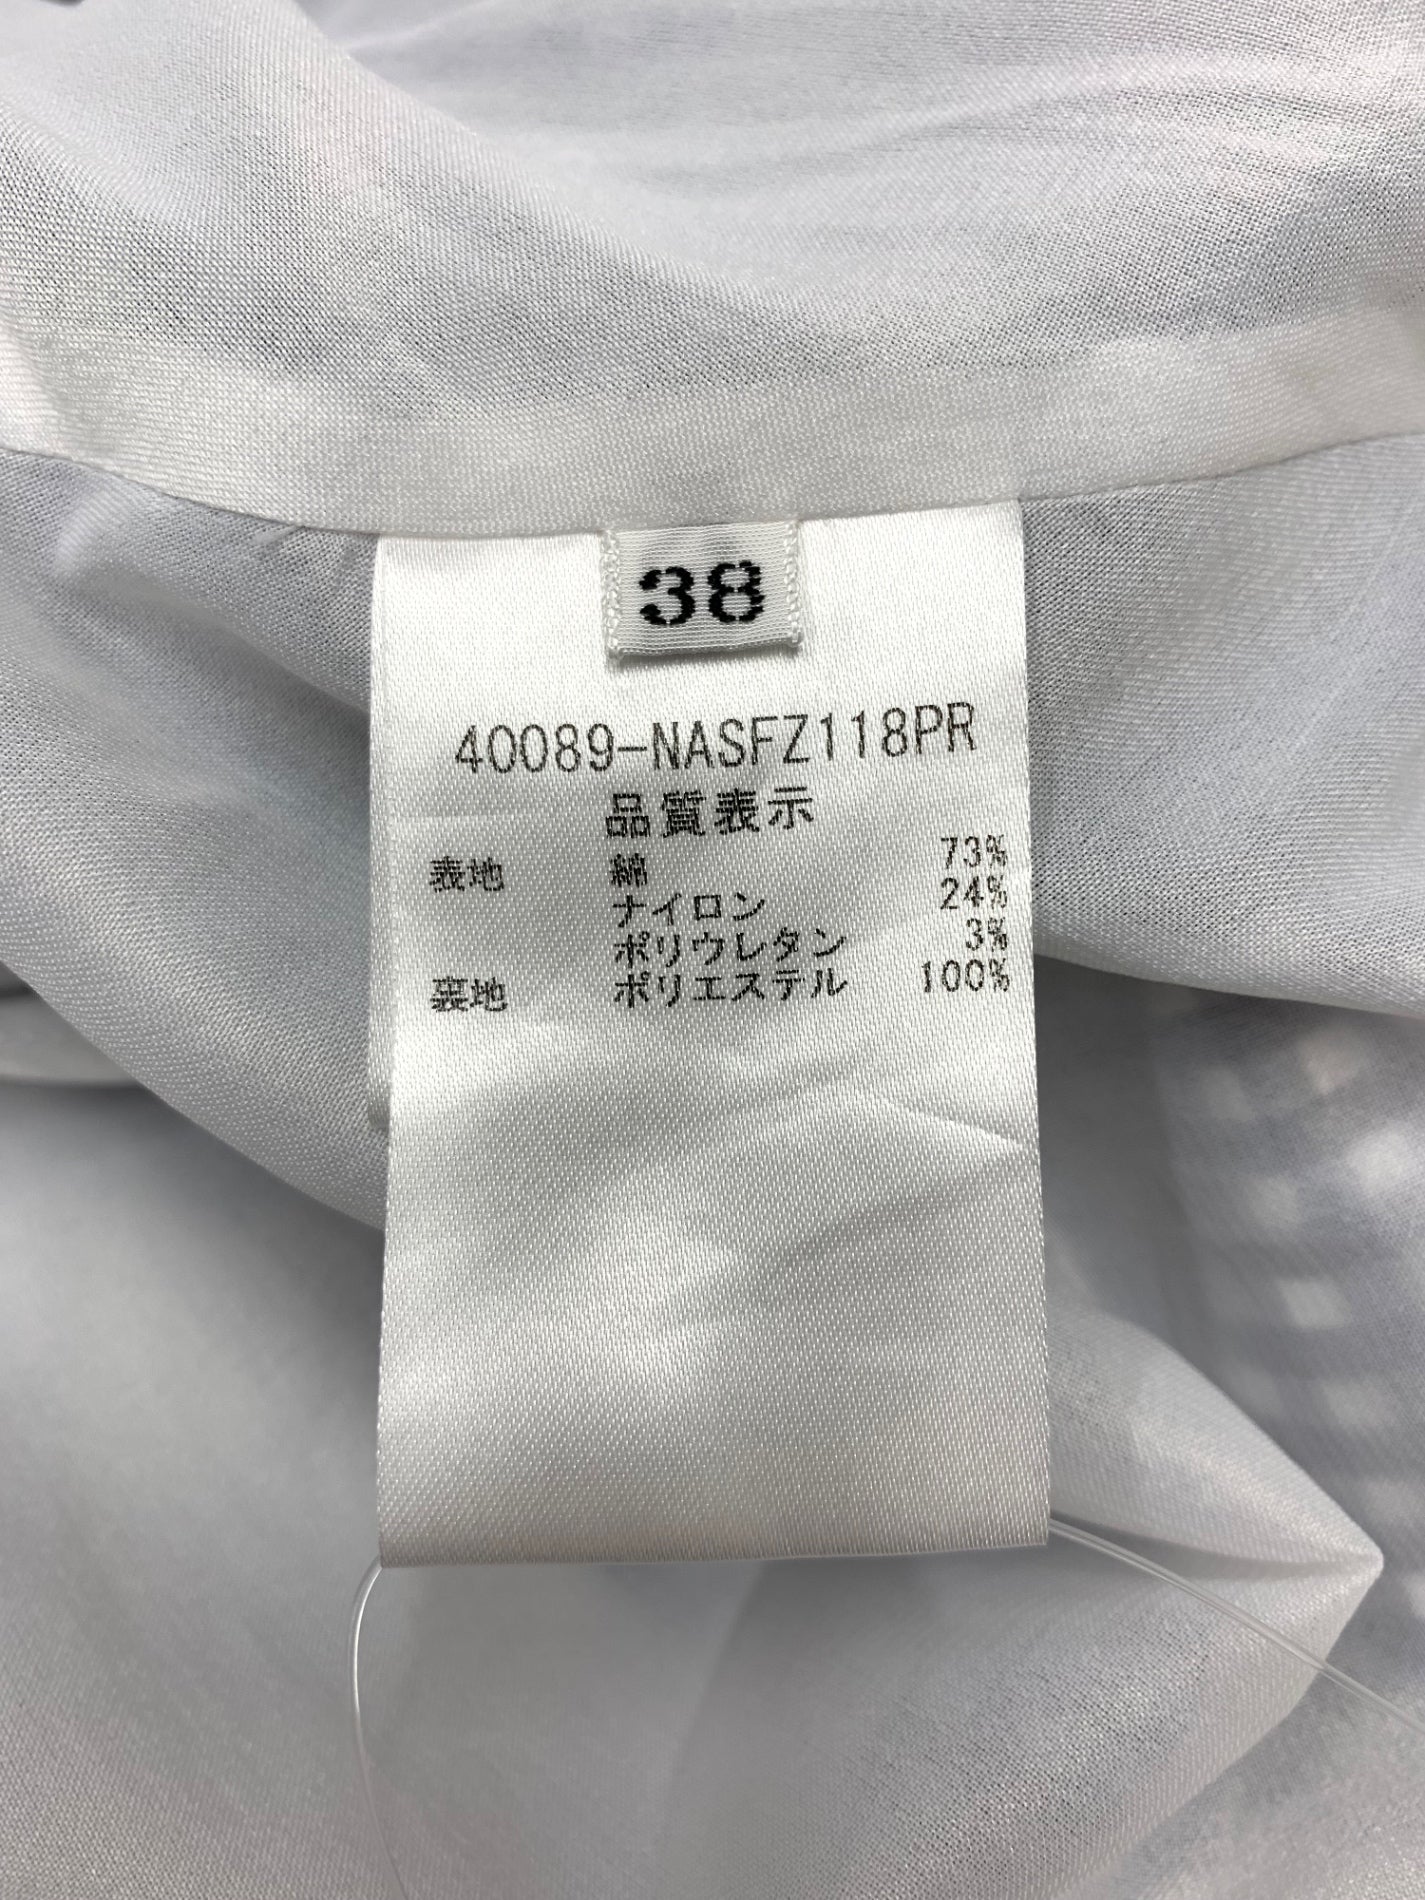 38
40089-NASFZ118PR
品質表示
表地 綿 73%
ナイロン 24%
ポリウレタン 3%
裏地 ポリエステル 100%